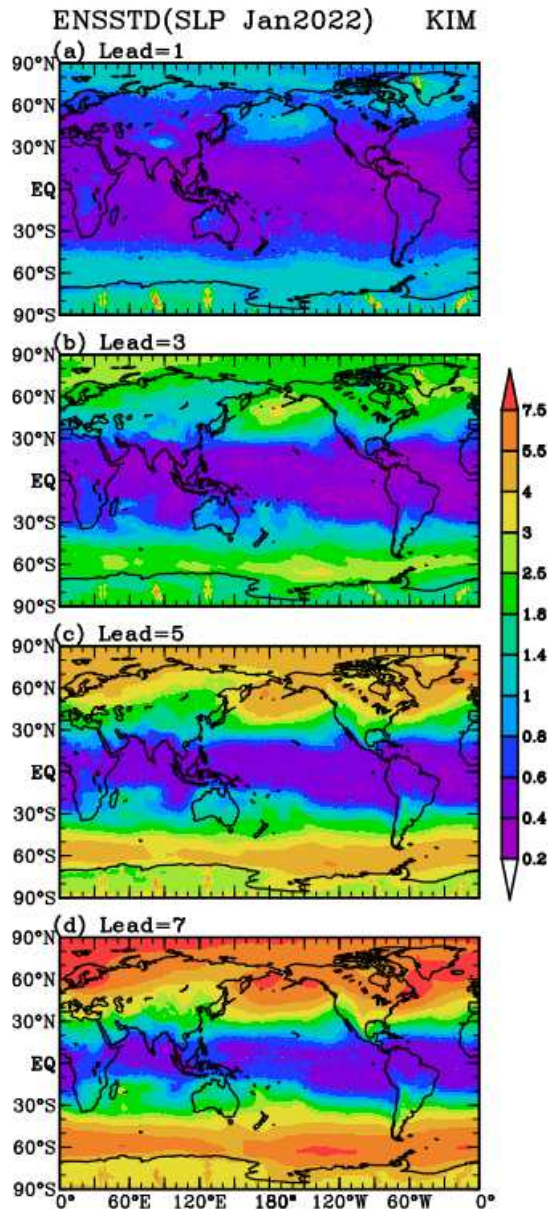 ENSSTD(SLP Jan2022) KIM
(a) Lead=1
90°N
60°N
30°N
EQ
30°S
60°S
90°S
(b) Lead=3
90°N
60°N
30°N
EQ
30°S
60°S
90°S
(c) Lead=5
90°N
60°N
30°N
EQ
30°S
60°S
90°S
(d) Lead=7
90°N
60°N
30°N
EQ
30°S
60°S
90°S
0° 60°E 120°E 180° 120°W 60°W 0°
7.5
5.5
4
3
2.5
1.8
1.4
1
0.8
0.6
0.4
0.2